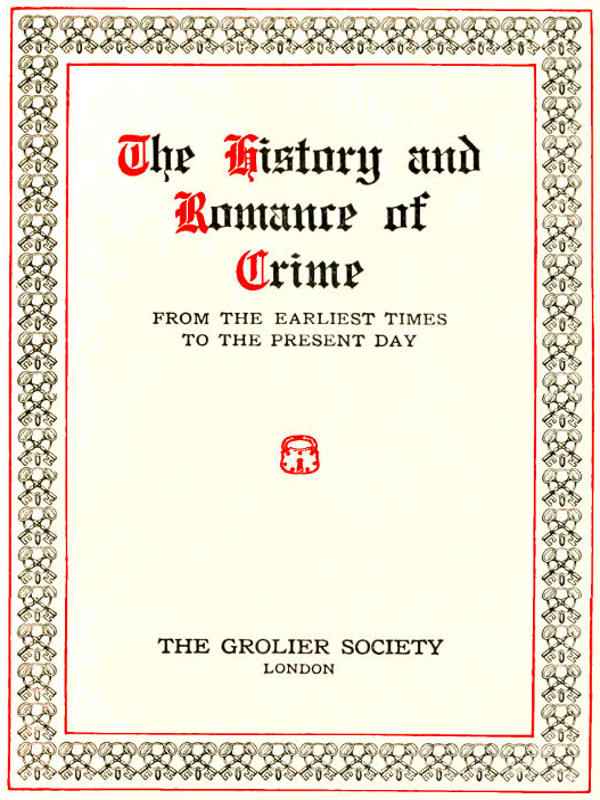 The History and
Romance of
Crime
FROM THE EARLIEST TIMES
TO THE PRESENT DAY
THE GROLIER SOCIETY
LONDON